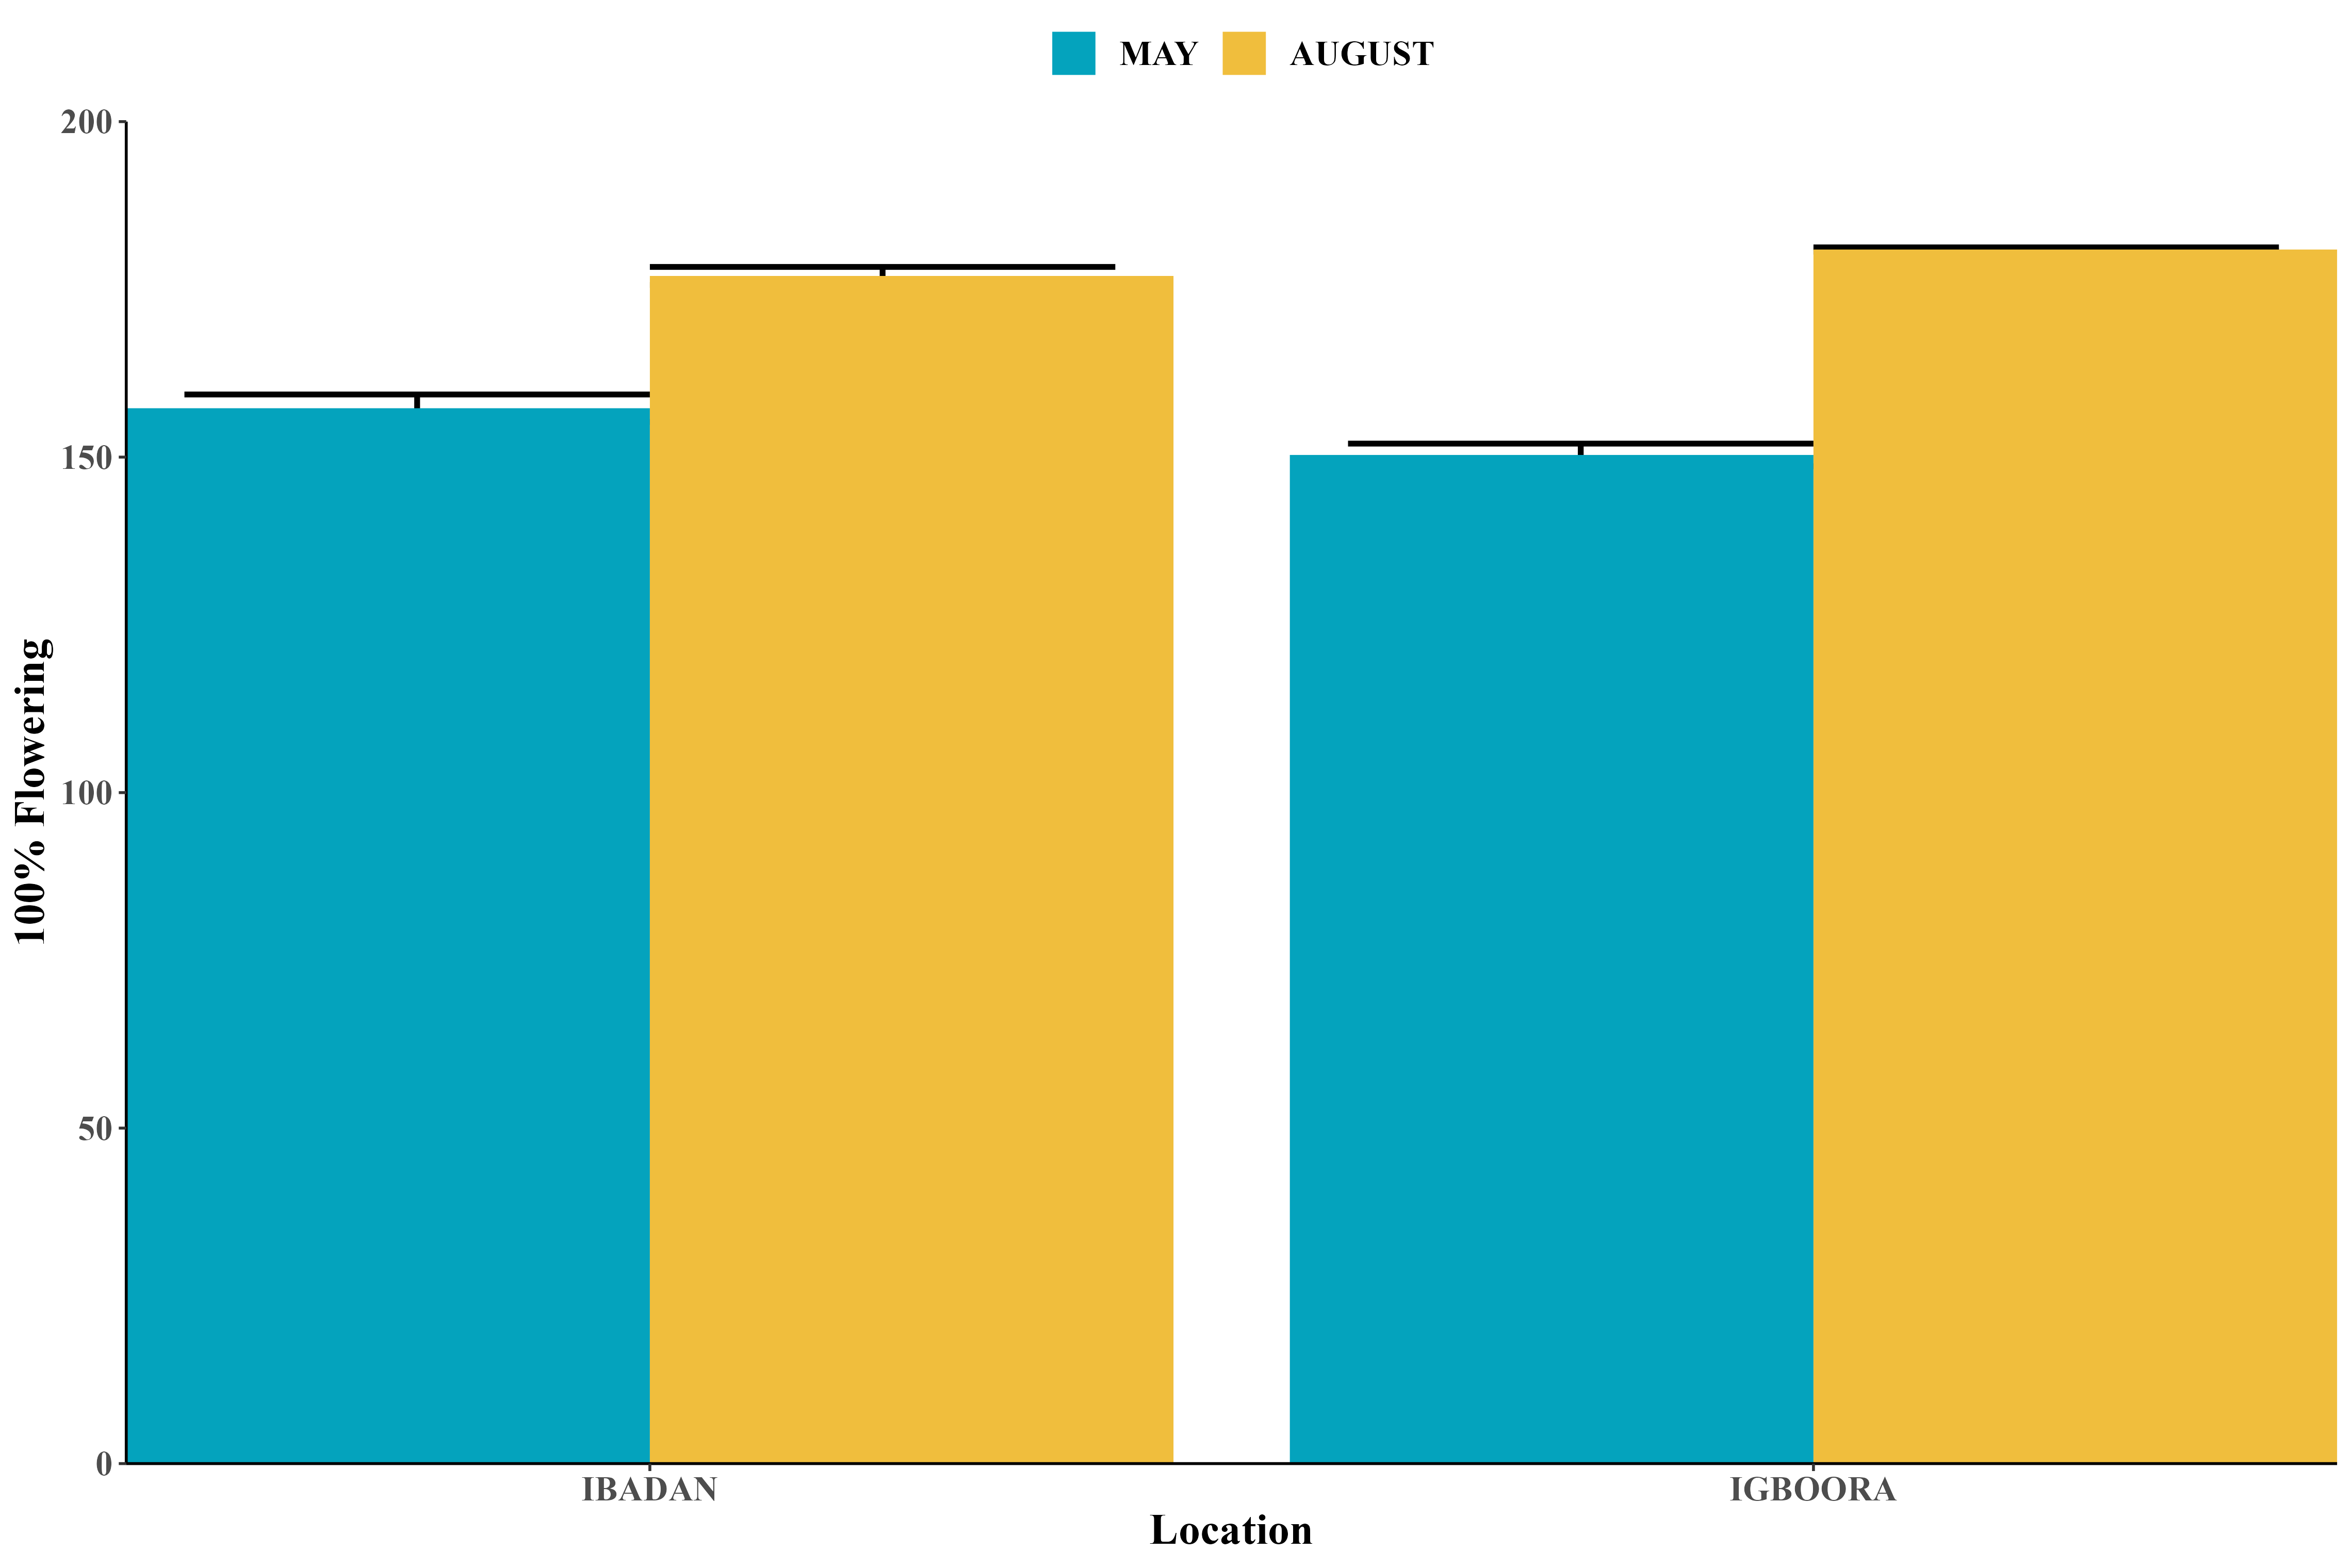 MAY AUGUST
200
150
100
50
0
100% Flowering
IBADAN IGBOORA
Location